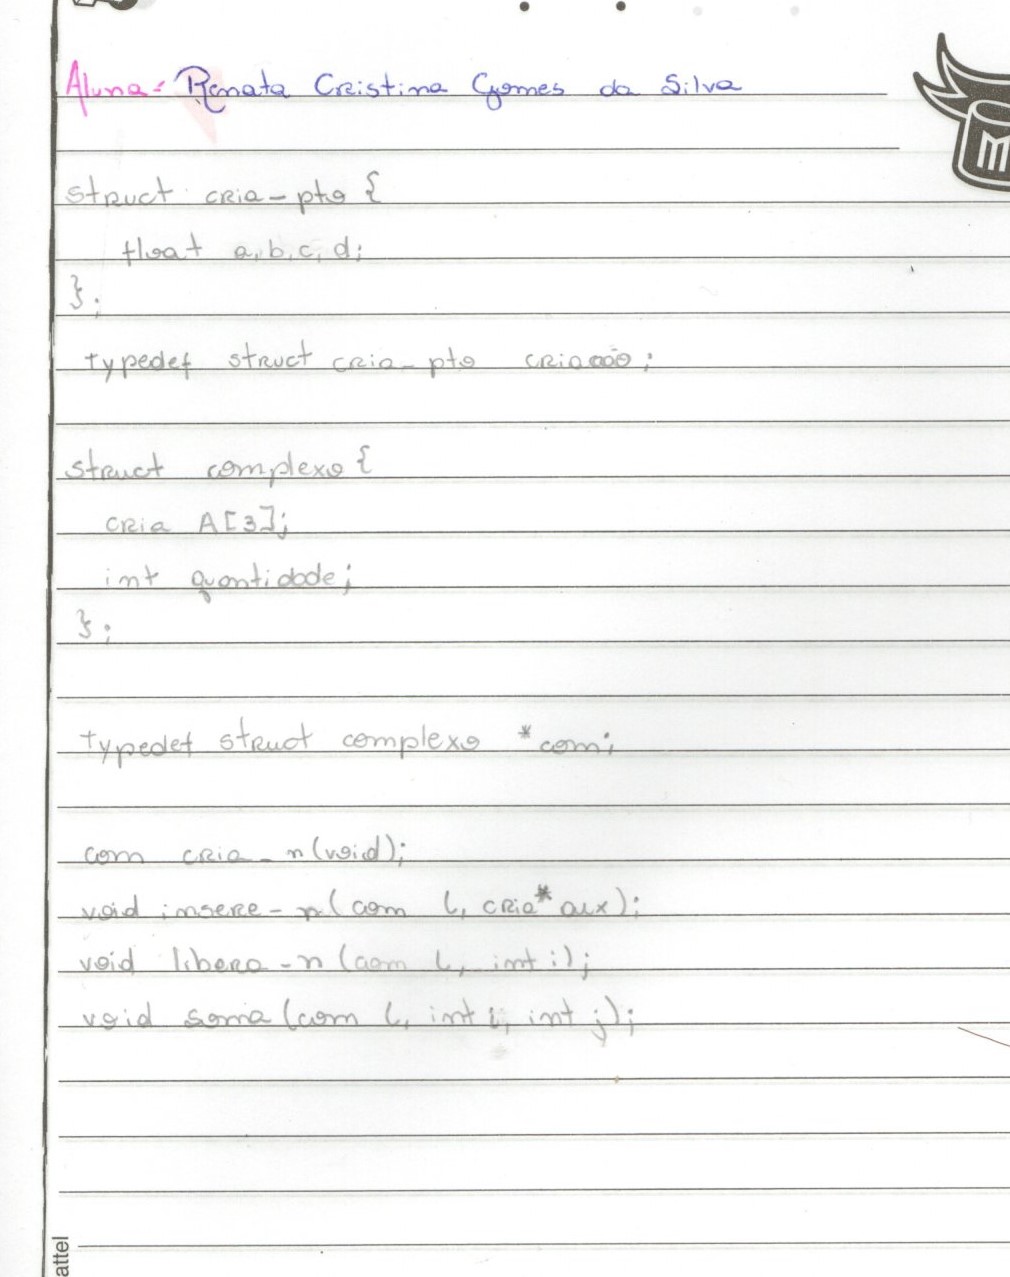 Aluna: Renata Cristina Gomes da Silva
struct cria_pto {
float a,b,c,d;
};
typedef struct cria_pto criacao;
struct complexo {
cria A[3];
int quantidade;
};
typedef struct complexo *com;
com cria_n(void);
void insere_n(com l, cria* aux);
void libera_n(com l, int i);
void soma(com l, int i, int j);
attel